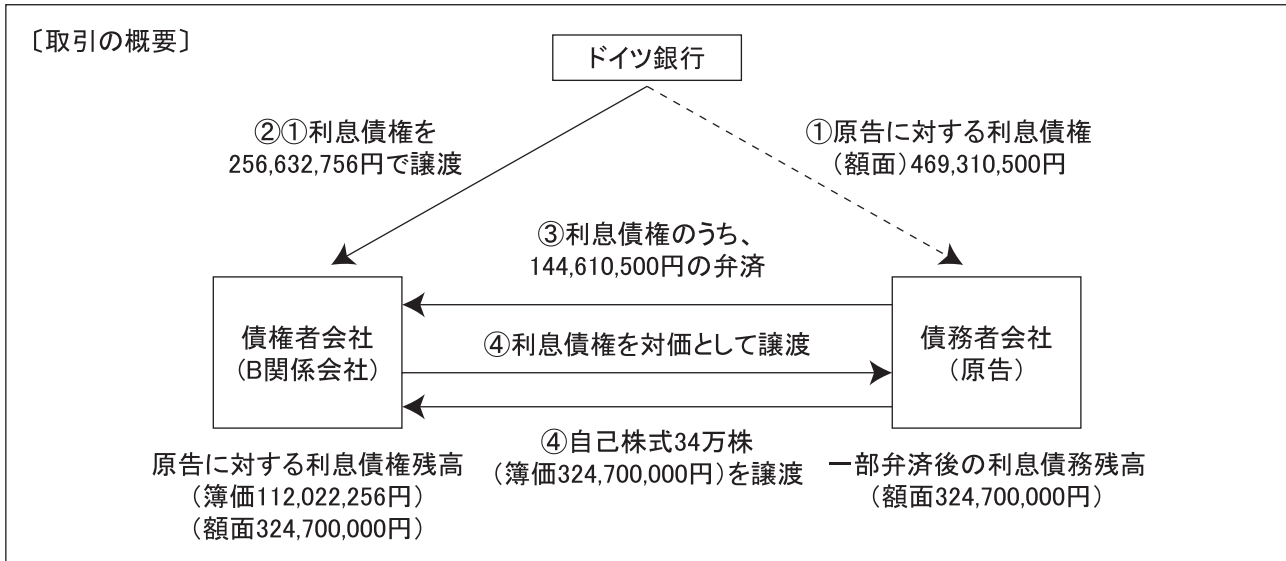 〔取引の概要〕
ドイツ銀行
②①利息債権を
256,632,756円で譲渡
①原告に対する利息債権
(額面)469,310,500円
③利息債権のうち、
144,610,500円の弁済
債権者会社
(B関係会社)
④利息債権を対価として譲渡
債務者会社
(原告)
④自己株式34万株
(簿価324,700,000円)を譲渡
原告に対する利息債権残高
(簿価112,022,256円)
(額面324,700,000円)
一部弁済後の利息債務残高
(額面324,700,000円)